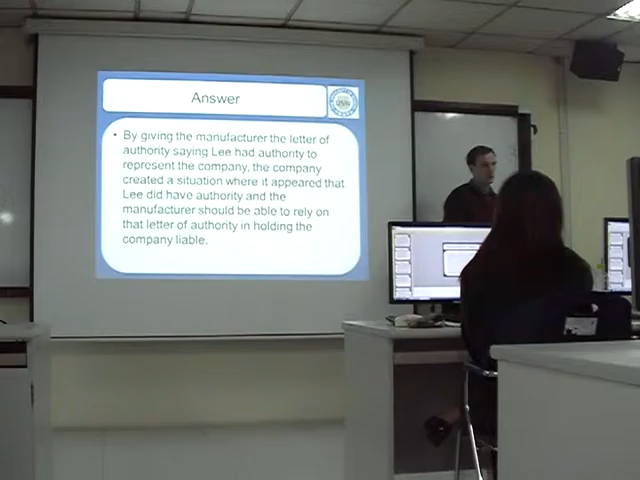 Answer
• By giving the manufacturer the letter of
authority saying Lee had authority to
represent the company, the company
created a situation where it appeared that
Lee did have authority and the
manufacturer should be able to rely on
that letter of authority in holding the
company liable.